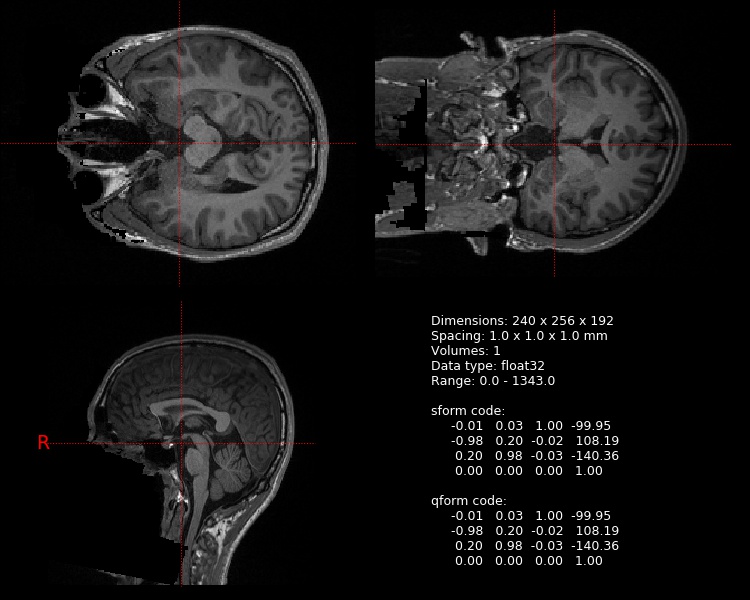 R
Dimensions: 240 x 256 x 192
Spacing: 1.0 x 1.0 x 1.0 mm
Volumes: 1
Data type: float32
Range: 0.0 - 1343.0
sform code:
-0.01 0.03 1.00 -99.95
-0.98 0.20 -0.02 108.19
0.20 0.98 -0.03 -140.36
0.00 0.00 0.00 1.00
qform code:
-0.01 0.03 1.00 -99.95
-0.98 0.20 -0.02 108.19
0.20 0.98 -0.03 -140.36
0.00 0.00 0.00 1.00